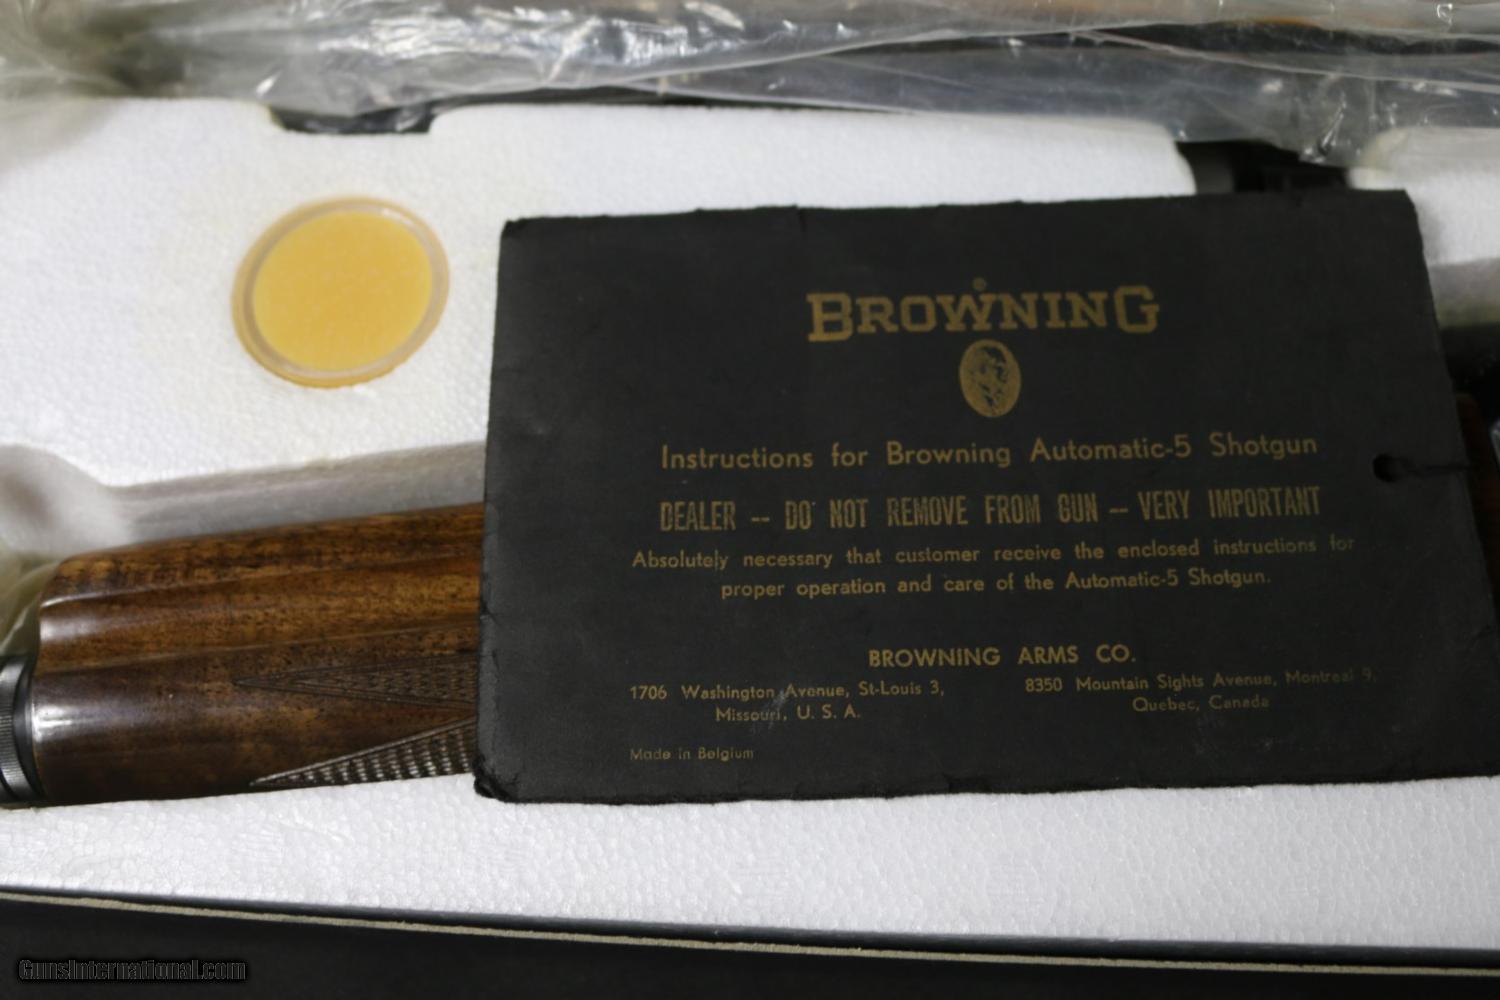 BROWNING
Instructions for Browning Automatic-5 Shotgun
DEALER -- DO NOT REMOVE FROM GUN -- VERY IMPORTANT
Absolutely necessary that customer receive the enclosed instructions for
proper operation and care of the Automatic-5 Shotgun.
BROWNING ARMS CO.
1706 Washington Avenue, St-Louis 3,
Missouri, U. S. A.
8350 Mountain Sights Avenue, Montreal 9,
Quebec, Canada
Made in Belgium
GunsInternational.com